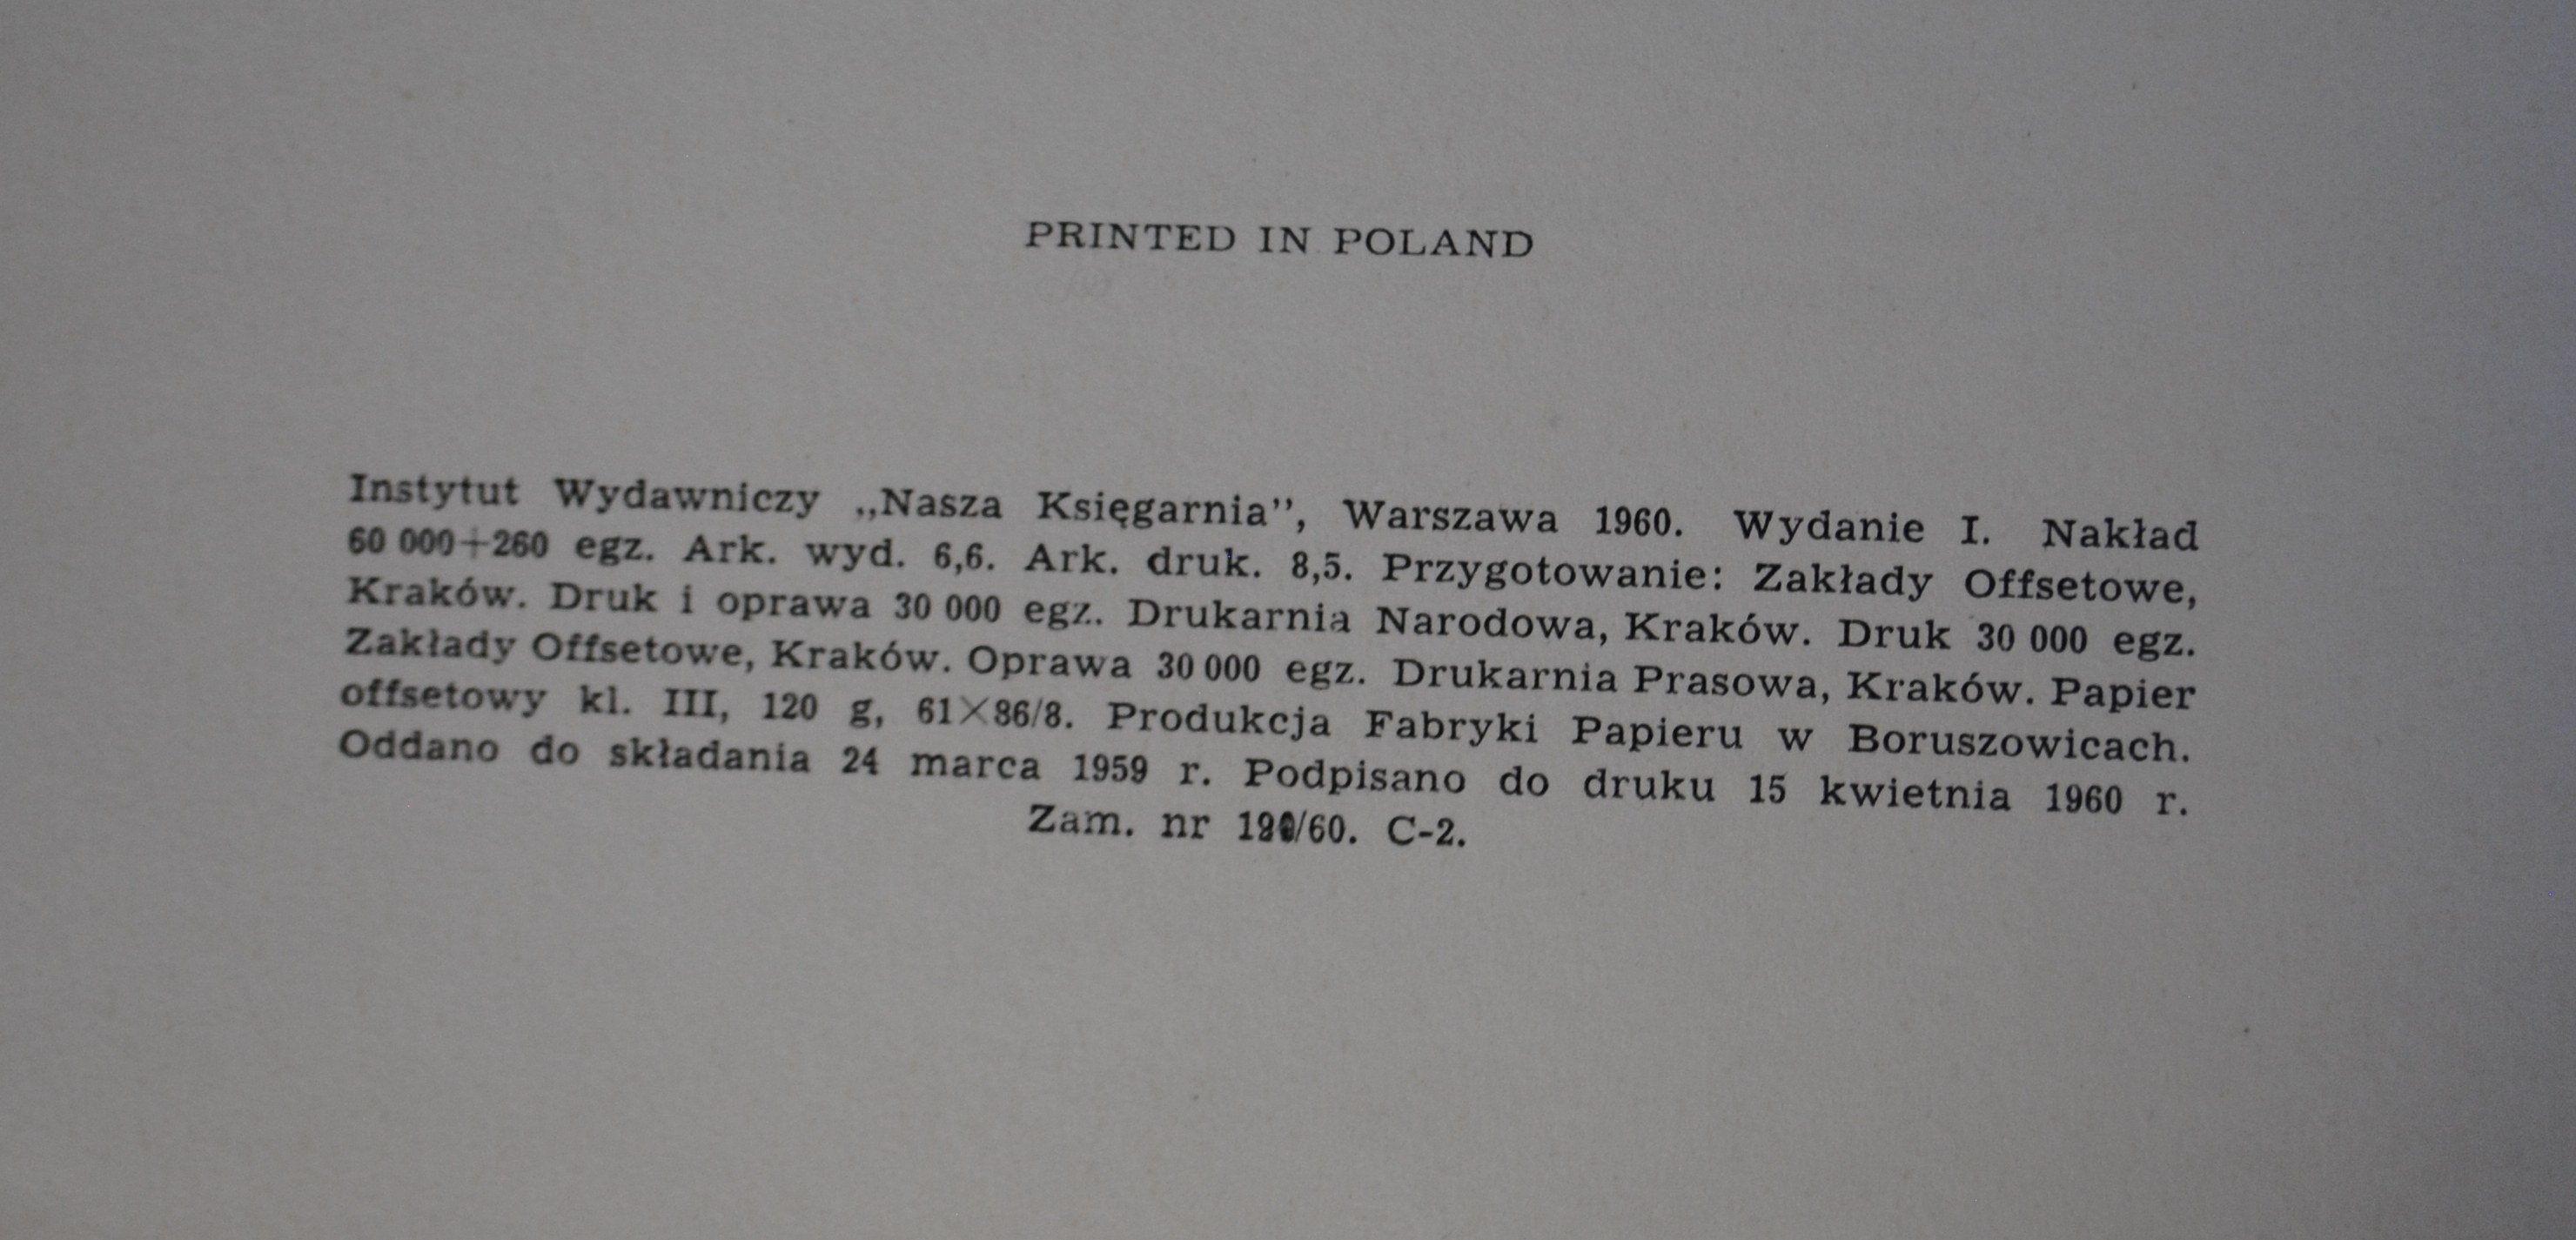 PRINTED IN POLAND
Instytut Wydawniczy „Nasza Księgarnia”, Warszawa 1960. Wydanie I. Nakład
60 000+260 egz. Ark. wyd. 6,6. Ark. druk. 8,5. Przygotowanie: Zakłady Offsetowe,
Kraków. Druk i oprawa 30 000 egz. Drukarnia Narodowa, Kraków. Druk 30 000 egz.
Zakłady Offsetowe, Kraków. Oprawa 30 000 egz. Drukarnia Prasowa, Kraków. Papier
offsetowy kl. III, 120 g, 61×86/8. Produkcja Fabryki Papieru w Boruszowicach.
Oddano do składania 24 marca 1959 r. Podpisano do druku 15 kwietnia 1960 r.
Zam. nr C-2.